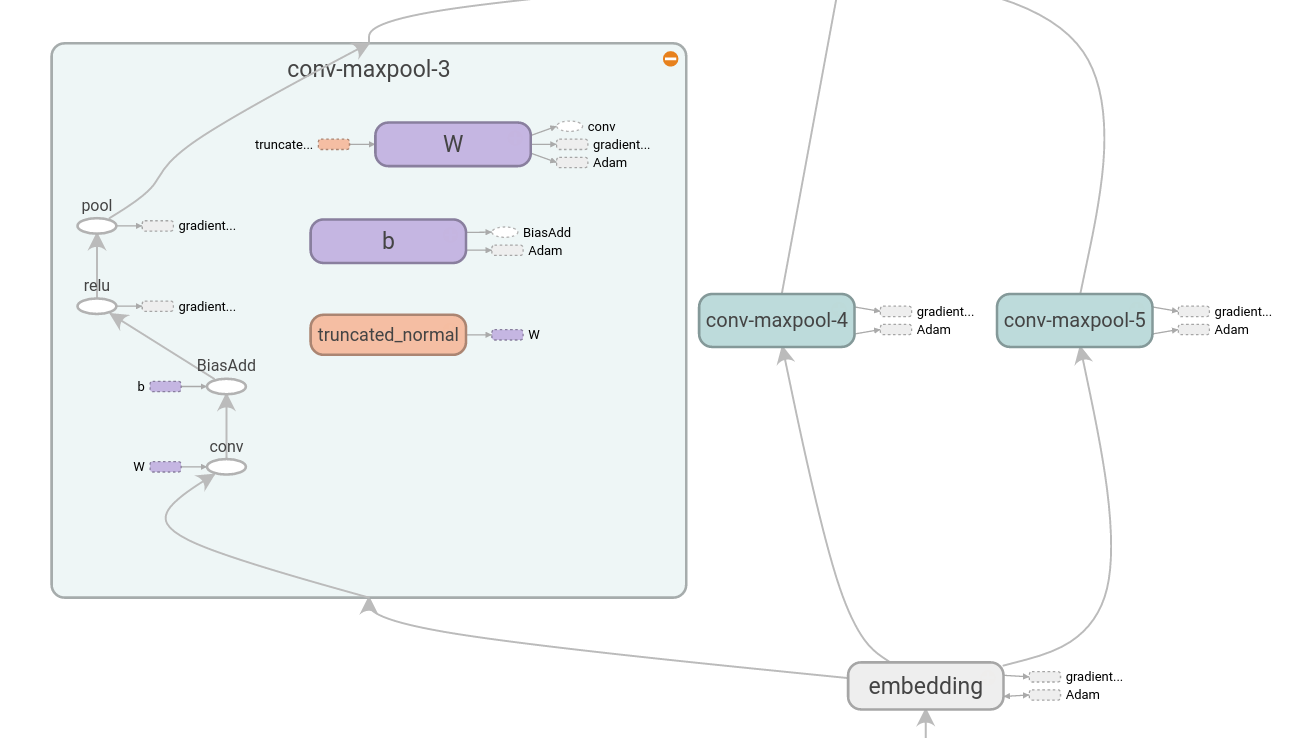 conv-maxpool-3
truncate...
W
conv
gradient...
Adam
pool
gradient...
b
BiasAdd
Adam
relu
gradient...
truncated_normal
W
BiasAdd
b
conv
W
conv-maxpool-4
gradient...
Adam
conv-maxpool-5
gradient...
Adam
embedding
gradient...
Adam